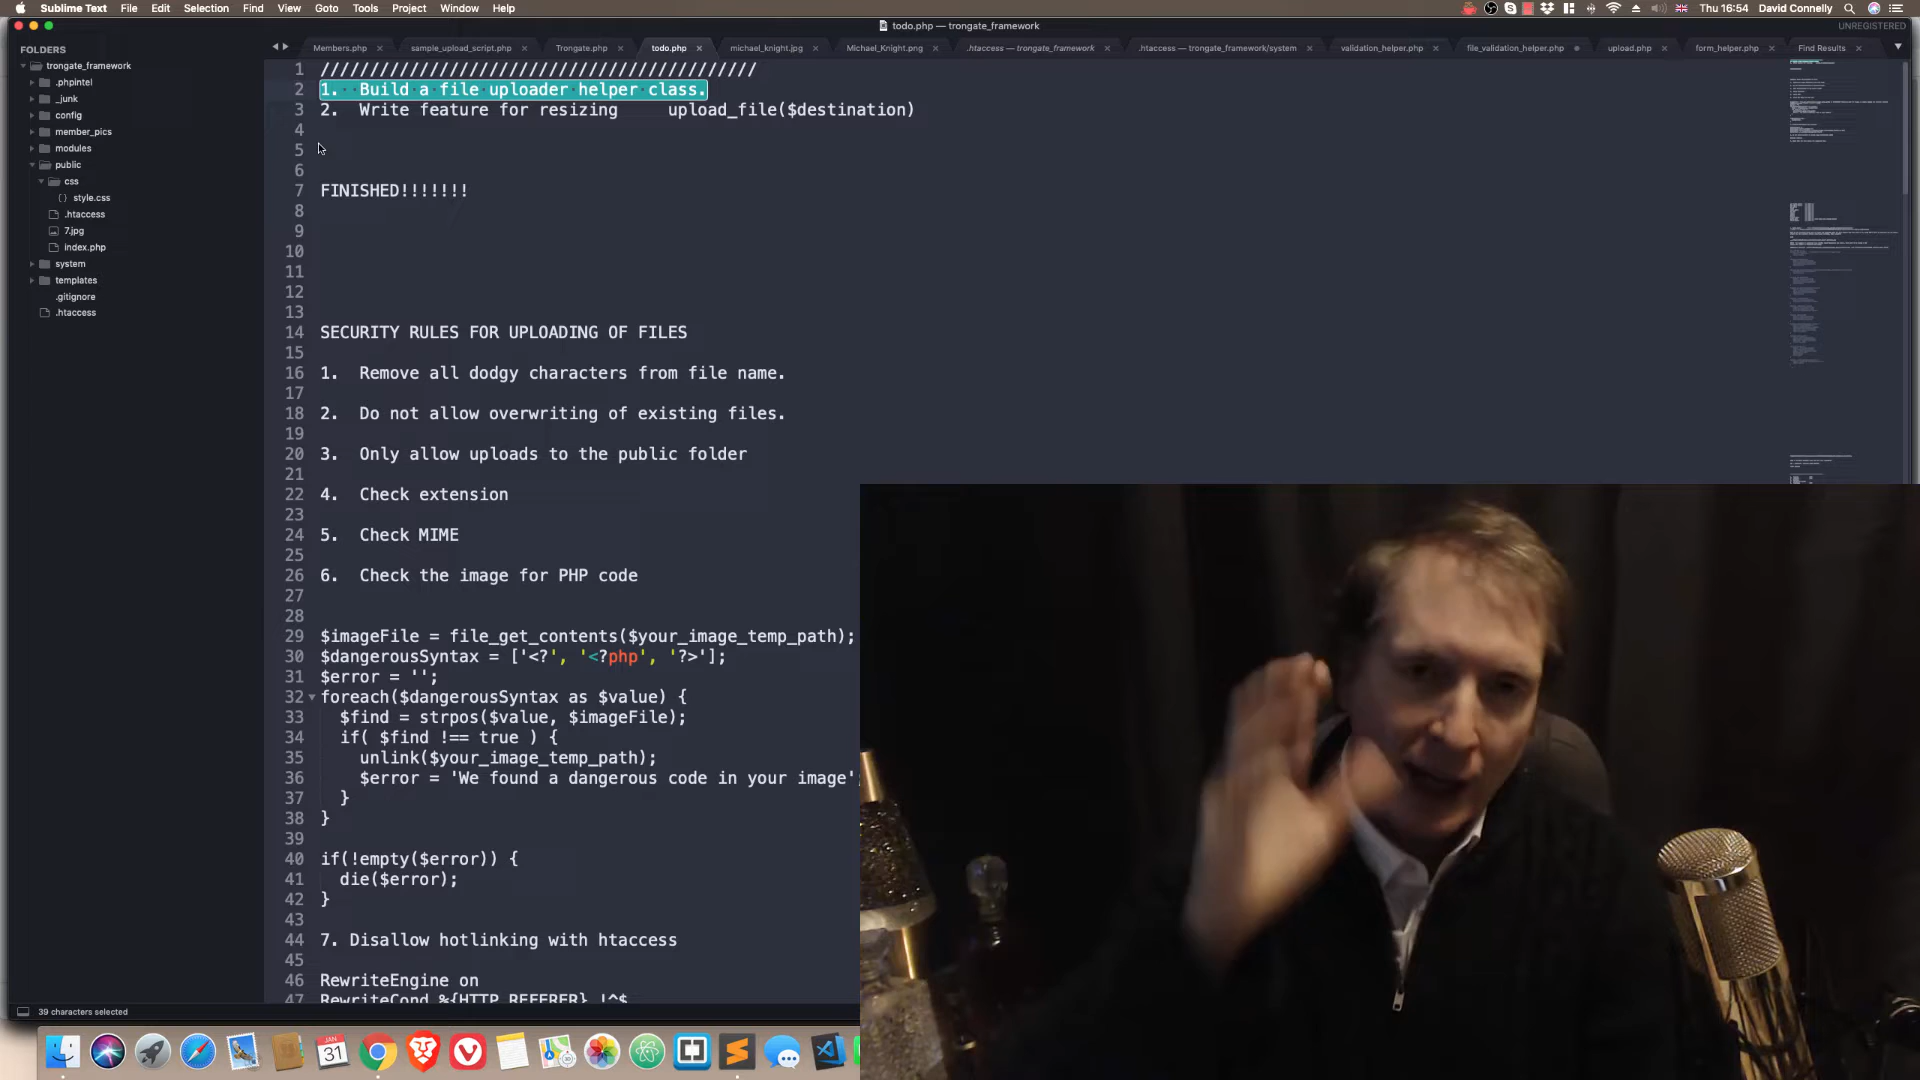 Sublime Text File Edit Selection Find View Goto Tools Project Window Help Thu 16:54 David Connelly
todo.php — trongate_framework UNREGISTERED
FOLDERS
trongate_framework
.phpintel
_junk
config
member_pics
modules
public
css
style.css
.htaccess
7.jpg
index.php
system
templates
.gitignore
.htaccess
Members.php sample_upload_script.php Trongate.php todo.php michael_knight.jpg Michael_Knight.png .htaccess — trongate_framework .htaccess — trongate_framework/system validation_helper.php file_validation_helper.php upload.php form_helper.php Find Results
1 ////////////////////////////////////////////
2 1. Build a file uploader helper class.
3 2. Write feature for resizing upload_file($destination)
4
5
6
7 FINISHED!!!!!!!
8
9
10
11
12
13
14 SECURITY RULES FOR UPLOADING OF FILES
15
16 1. Remove all dodgy characters from file name.
17
18 2. Do not allow overwriting of existing files.
19
20 3. Only allow uploads to the public folder
21
22 4. Check extension
23
24 5. Check MIME
25
26 6. Check the image for PHP code
27
28
29 $imageFile = file_get_contents($your_image_temp_path);
30 $dangerousSyntax = ['<?', '<?php', '?>'];
31 $error = '';
32 foreach($dangerousSyntax as $value) {
33 $find = strpos($value, $imageFile);
34 if( $find !== true ) {
35 unlink($your_image_temp_path);
36 $error = 'We found a dangerous code in your image';
37 }
38 }
39
40 if(!empty($error)) {
41 die($error);
42 }
43
44 7. Disallow hotlinking with htaccess
45
46 RewriteEngine on
47 RewriteCond %{HTTP_REFERER} !^$
39 characters selected
JAN
31